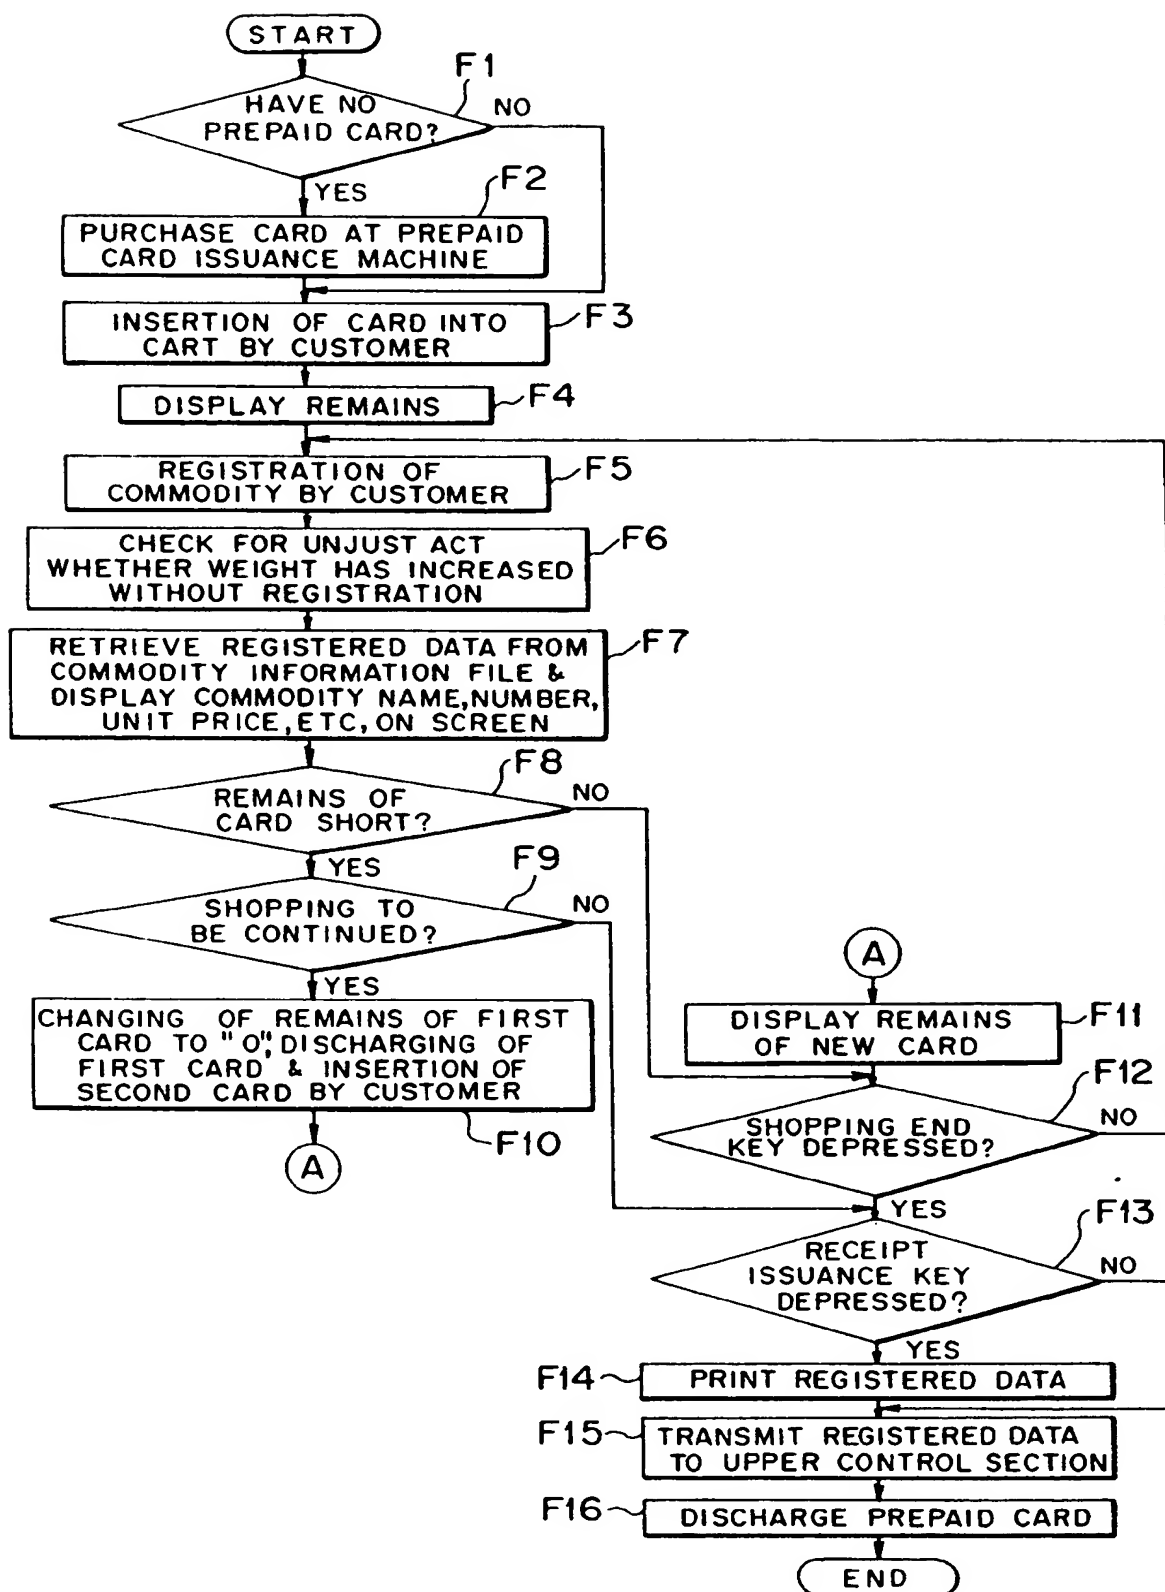 START
F1
HAVE NO
PREPAID CARD?
NO
YES
F2
PURCHASE CARD AT PREPAID
CARD ISSUANCE MACHINE
INSERTION OF CARD INTO
CART BY CUSTOMER
F3
DISPLAY REMAINS
F4
REGISTRATION OF
COMMODITY BY CUSTOMER
F5
CHECK FOR UNJUST ACT
WHETHER WEIGHT HAS INCREASED
WITHOUT REGISTRATION
F6
RETRIEVE REGISTERED DATA FROM
COMMODITY INFORMATION FILE &
DISPLAY COMMODITY NAME, NUMBER,
UNIT PRICE, ETC, ON SCREEN
F7
F8
REMAINS OF
CARD SHORT?
NO
YES
F9
SHOPPING TO
BE CONTINUED?
NO
YES
CHANGING OF REMAINS OF FIRST
CARD TO "0", DISCHARGING OF
FIRST CARD & INSERTION OF
SECOND CARD BY CUSTOMER
F10
A
A
DISPLAY REMAINS
OF NEW CARD
F11
F12
SHOPPING END
KEY DEPRESSED?
NO
YES
F13
RECEIPT
ISSUANCE KEY
DEPRESSED?
NO
YES
F14
PRINT REGISTERED DATA
F15
TRANSMIT REGISTERED DATA
TO UPPER CONTROL SECTION
F16
DISCHARGE PREPAID CARD
END